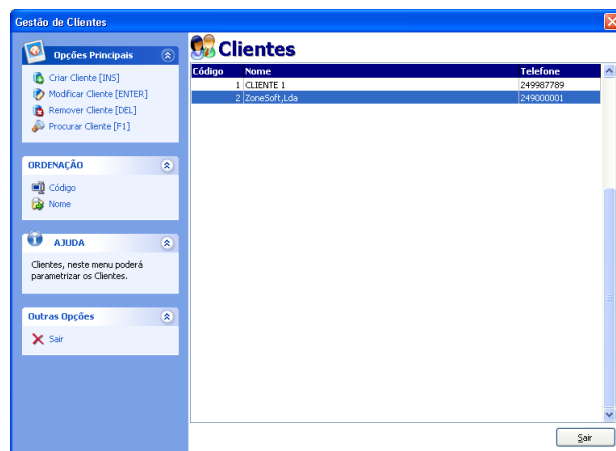 Gestão de Clientes
Opções Principais
Criar Cliente [INS]
Modificar Cliente [ENTER]
Remover Cliente [DEL]
Procurar Cliente [F1]
ORDENAÇÃO
Código
Nome
AJUDA
Clientes, neste menu poderá
parametrizar os Clientes.
Outras Opções
Sair
Clientes
Código Nome Telefone
1 CLIENTE 1 249987789
2 ZoneSoft,Lda 249000001
Sair